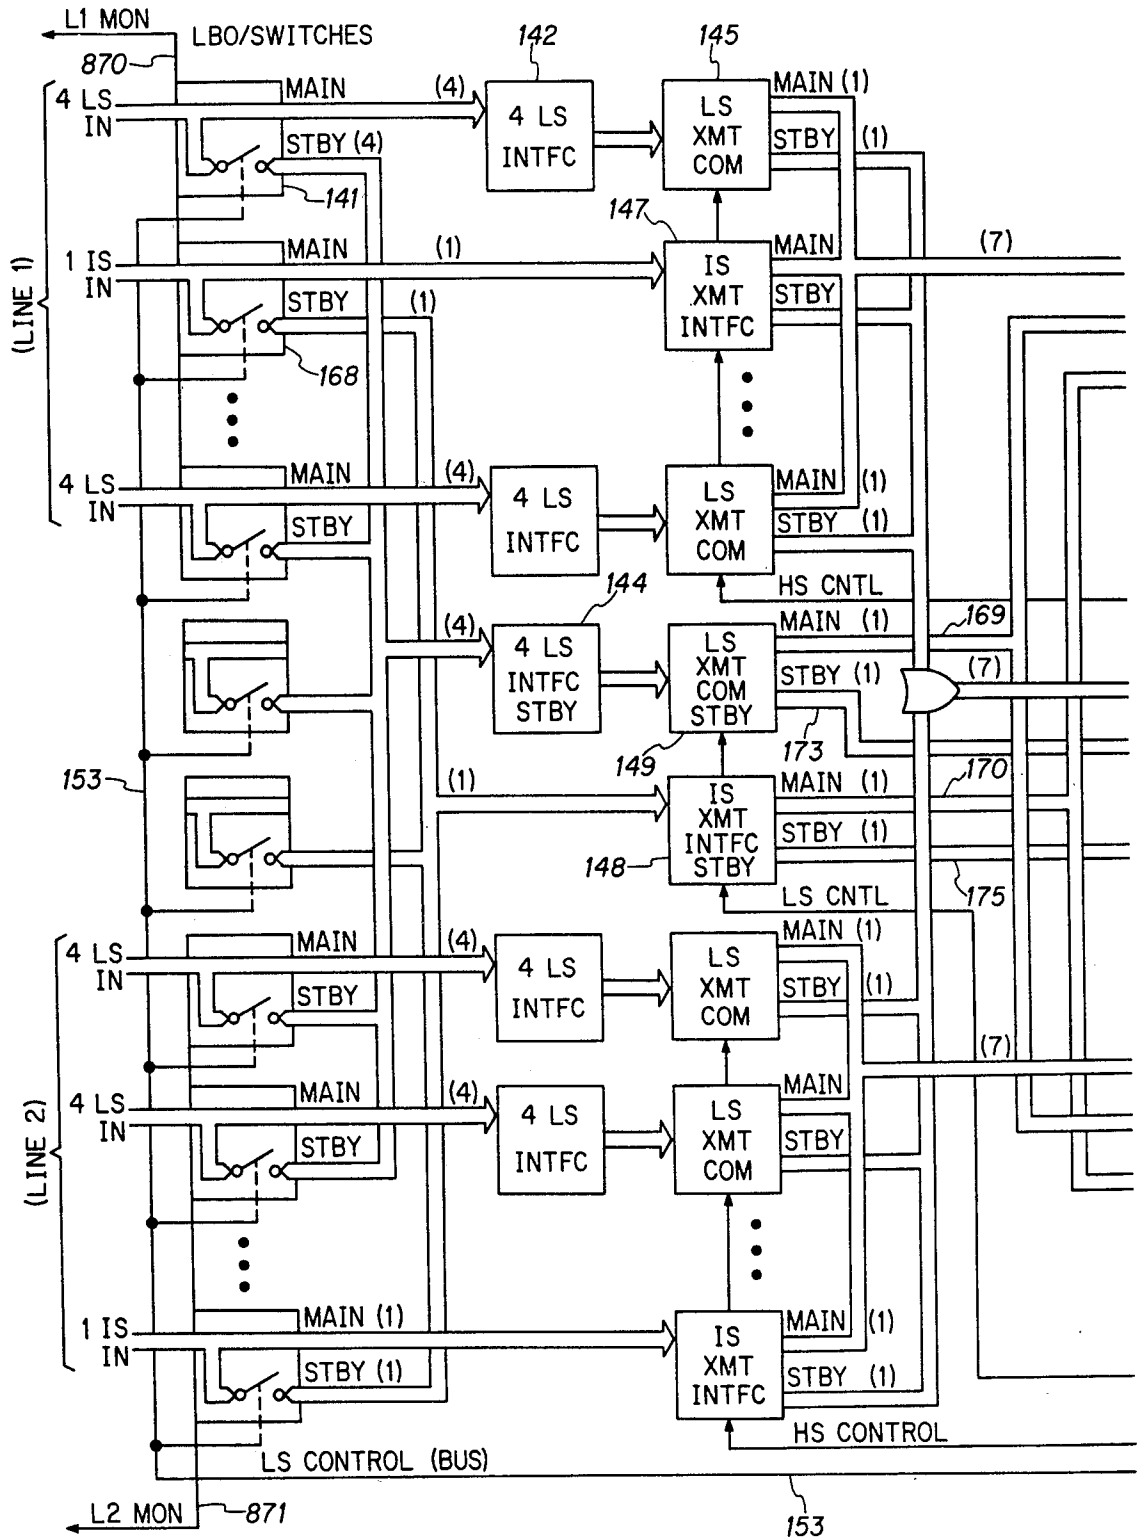 L1 MON
LBO/SWITCHES
142
145
870
MAIN
(4)
MAIN (1)
4 LS
IN
4 LS
INTFC
LS
XMT
COM
STBY (4)
STBY (1)
141
147
(LINE 1)
1 IS
IN
MAIN
(1)
IS
XMT
INTFC
MAIN
(7)
STBY
(1)
STBY
168
4 LS
IN
MAIN
(4)
4 LS
INTFC
LS
XMT
COM
MAIN (1)
STBY
STBY (1)
HS CNTL
144
(4)
4 LS
INTFC
STBY
LS
XMT
COM
STBY
MAIN (1)
169
STBY (1)
(7)
149
173
153
(1)
IS
XMT
INTFC
STBY
MAIN (1)
170
STBY (1)
148
175
LS CNTL
(LINE 2)
4 LS
IN
MAIN
(4)
4 LS
INTFC
LS
XMT
COM
MAIN (1)
STBY
STBY (1)
(7)
4 LS
IN
MAIN
(4)
4 LS
INTFC
LS
XMT
COM
MAIN
STBY
STBY
1 IS
IN
MAIN (1)
IS
XMT
INTFC
MAIN (1)
STBY (1)
STBY (1)
HS CONTROL
LS CONTROL (BUS)
L2 MON
871
153